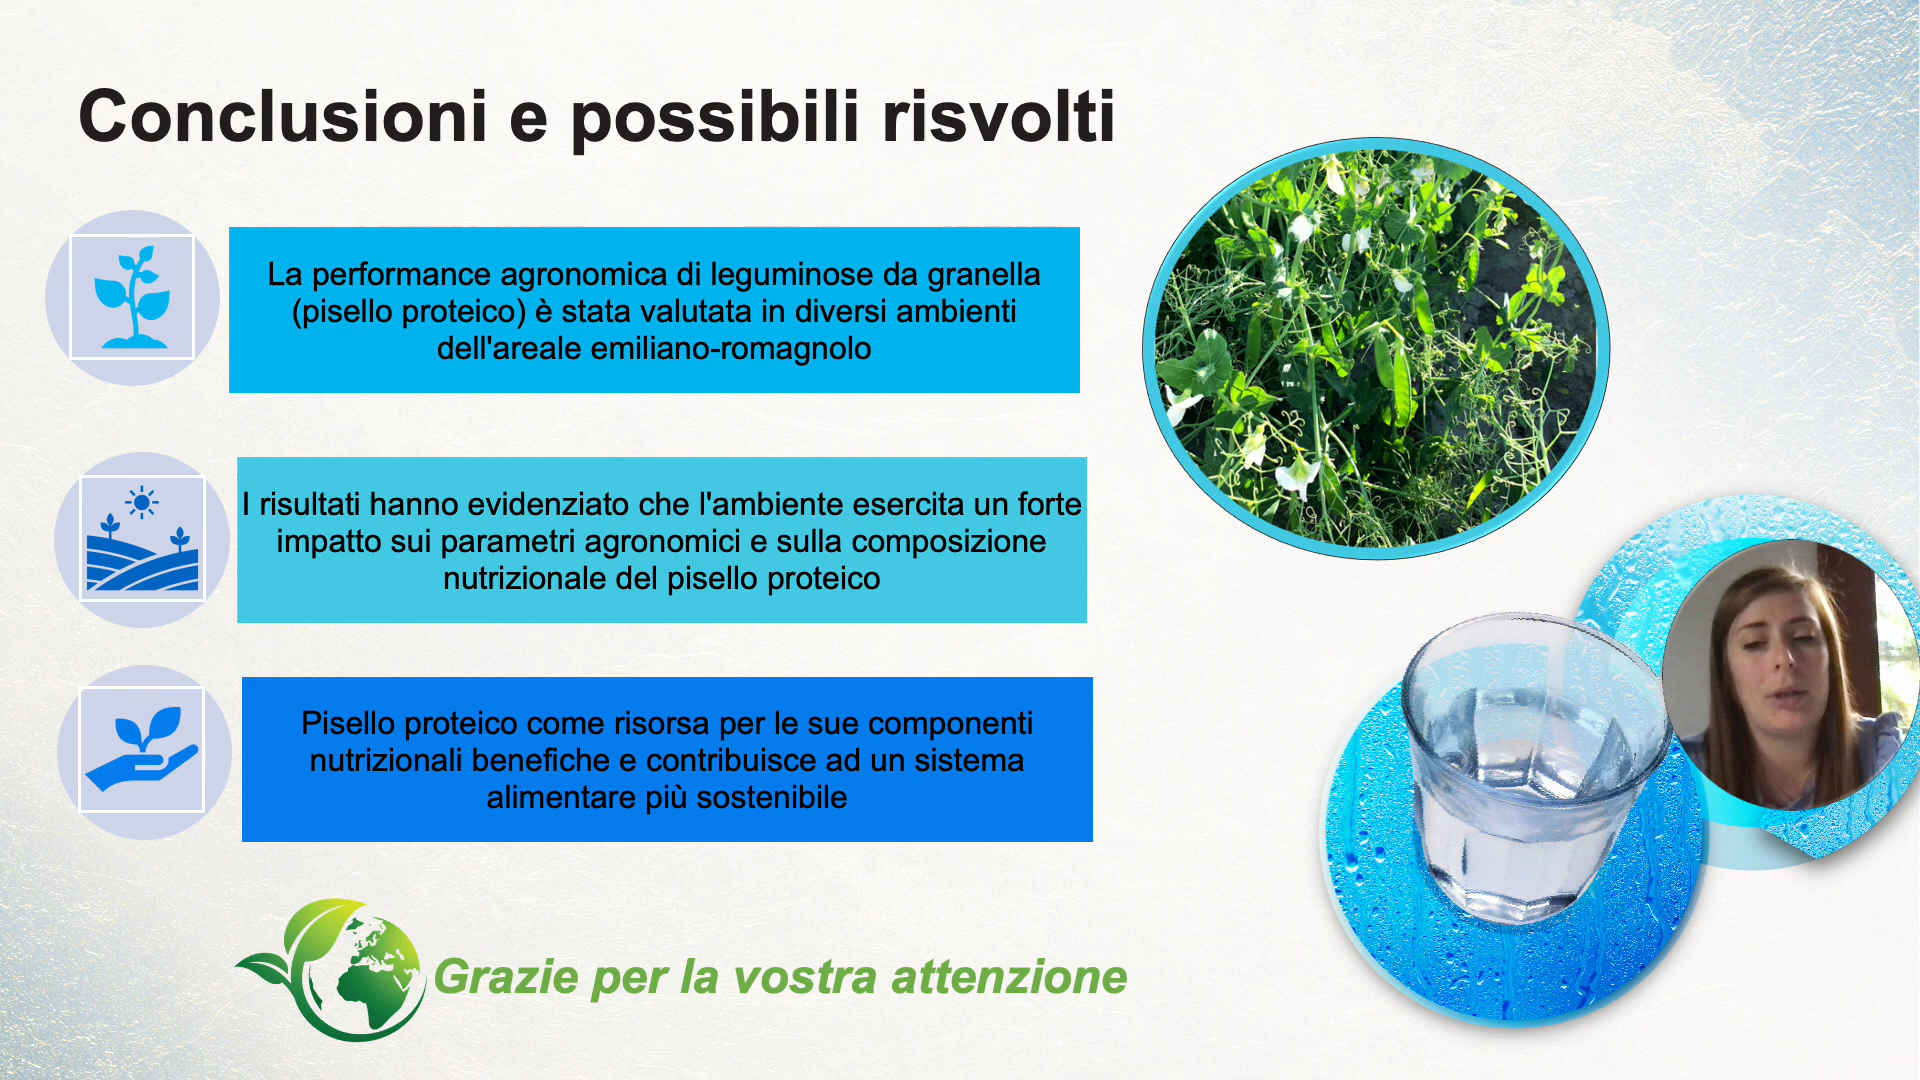 Conclusioni e possibili risvolti
La performance agronomica di leguminose da granella
(pisello proteico) è stata valutata in diversi ambienti
dell'areale emiliano-romagnolo
I risultati hanno evidenziato che l'ambiente esercita un forte
impatto sui parametri agronomici e sulla composizione
nutrizionale del pisello proteico
Pisello proteico come risorsa per le sue componenti
nutrizionali benefiche e contribuisce ad un sistema
alimentare più sostenibile
Grazie per la vostra attenzione